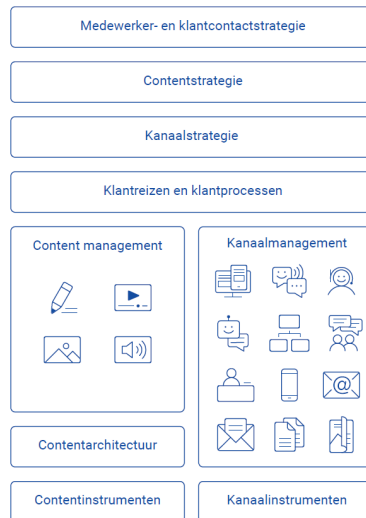 Medewerker- en klantcontactstrategie
Contentstrategie
Kanaalstrategie
Klantreizen en klantprocessen
Content management
Kanaalmanagement
@
Contentarchitectuur
Contentinstrumenten
Kanaalinstrumenten